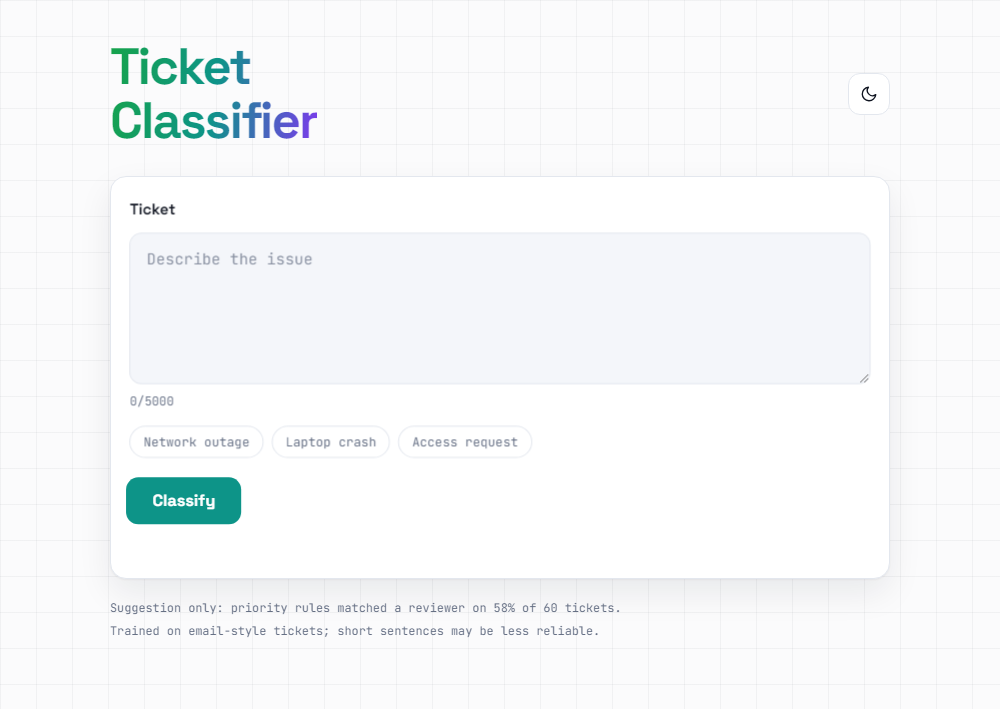 Ticket
Classifier
Ticket
Describe the issue
0/5000
Network outage
Laptop crash
Access request
Classify
Suggestion only: priority rules matched a reviewer on 58% of 60 tickets.
Trained on email-style tickets; short sentences may be less reliable.